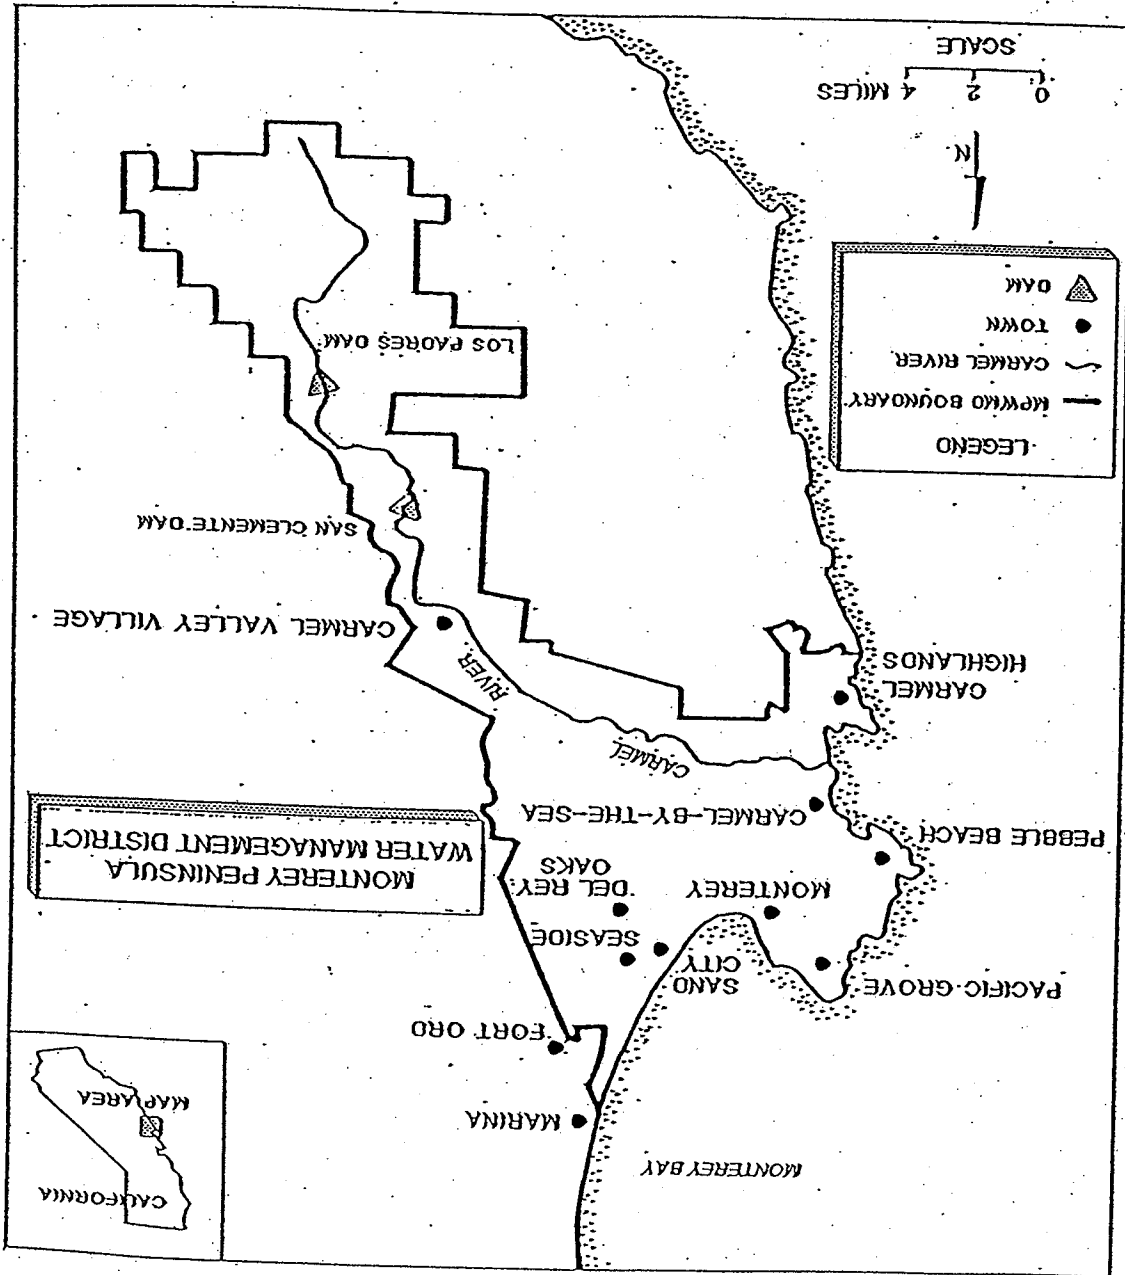 CALIFORNIA
MAP AREA
MONTEREY BAY
MARINA
FORT ORD
PACIFIC GROVE
SAND
CITY
SEASIDE
MONTEREY
DEL REY
OAKS
PEBBLE BEACH
CARMEL-BY-THE-SEA
MONTEREY PENINSULA
WATER MANAGEMENT DISTRICT
CARMEL
RIVER
CARMEL
HIGHLANDS
CARMEL VALLEY VILLAGE
SAN CLEMENTE DAM
LOS PADRES DAM
LEGEND
MPWMD BOUNDARY
CARMEL RIVER
TOWN
DAM
N
0 2 4 MILES
SCALE